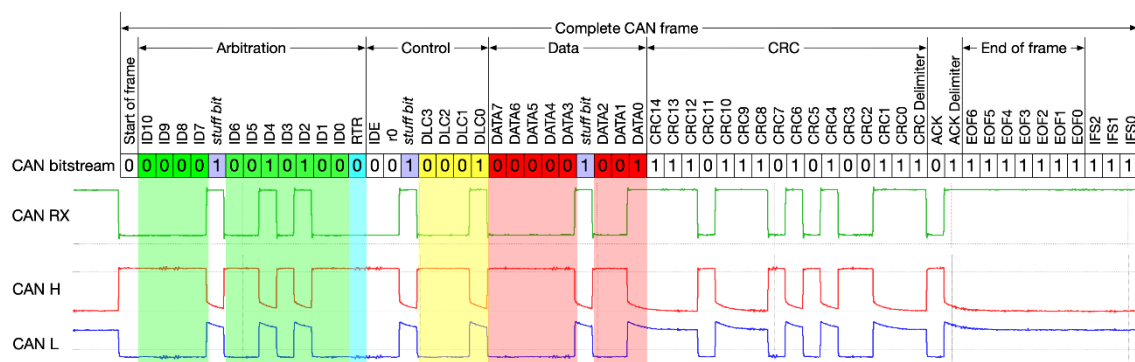 Complete CAN frame
Arbitration Control Data CRC End of frame
Start of frame
ID10
ID9
ID8
ID7
stuff bit
ID6
ID5
ID4
ID3
ID2
ID1
ID0
RTR
IDE
r0
stuff bit
DLC3
DLC2
DLC1
DLC0
DATA7
DATA6
DATA5
DATA4
DATA3
stuff bit
DATA2
DATA1
DATA0
CRC14
CRC13
CRC12
CRC11
CRC10
CRC9
CRC8
CRC7
CRC6
CRC5
CRC4
CRC3
CRC2
CRC1
CRC0
CRC Delimiter
ACK
ACK Delimiter
EOF6
EOF5
EOF4
EOF3
EOF2
EOF1
EOF0
IFS2
IFS1
IFS0
CAN bitstream 0 0 0 0 0 1 0 0 1 0 1 0 0 0 0 0 1 0 0 0 1 0 0 0 0 0 1 0 0 1 1 1 1 0 1 1 1 0 1 0 1 0 0 1 1 1 0 1 1 1 1 1 1 1 1 1 1 1
CAN RX
CAN H
CAN L